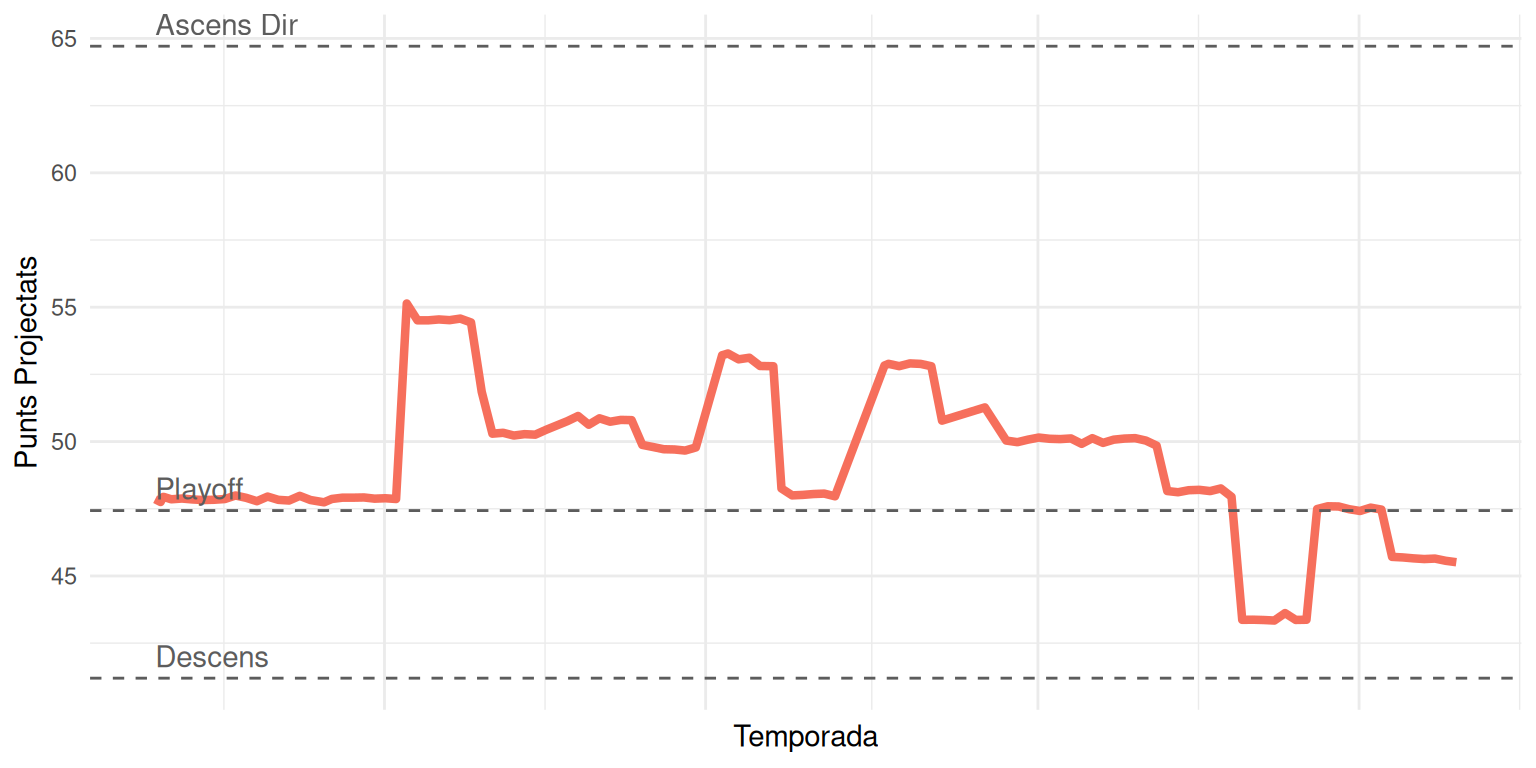 Ascens Dir
65
60
55
50
45
Playoff
Descens
Punts Projectats
Temporada